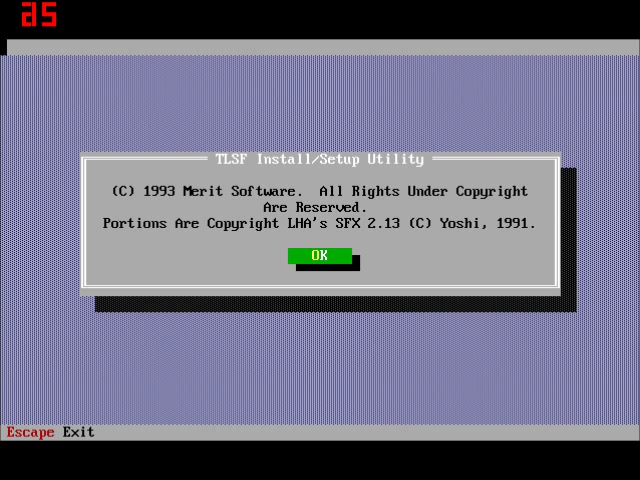 a5
TLSF Install/Setup Utility
(C) 1993 Merit Software.  All Rights Under Copyright
Are Reserved.
Portions Are Copyright LHA's SFX 2.13 (C) Yoshi, 1991.
OK
Escape Exit